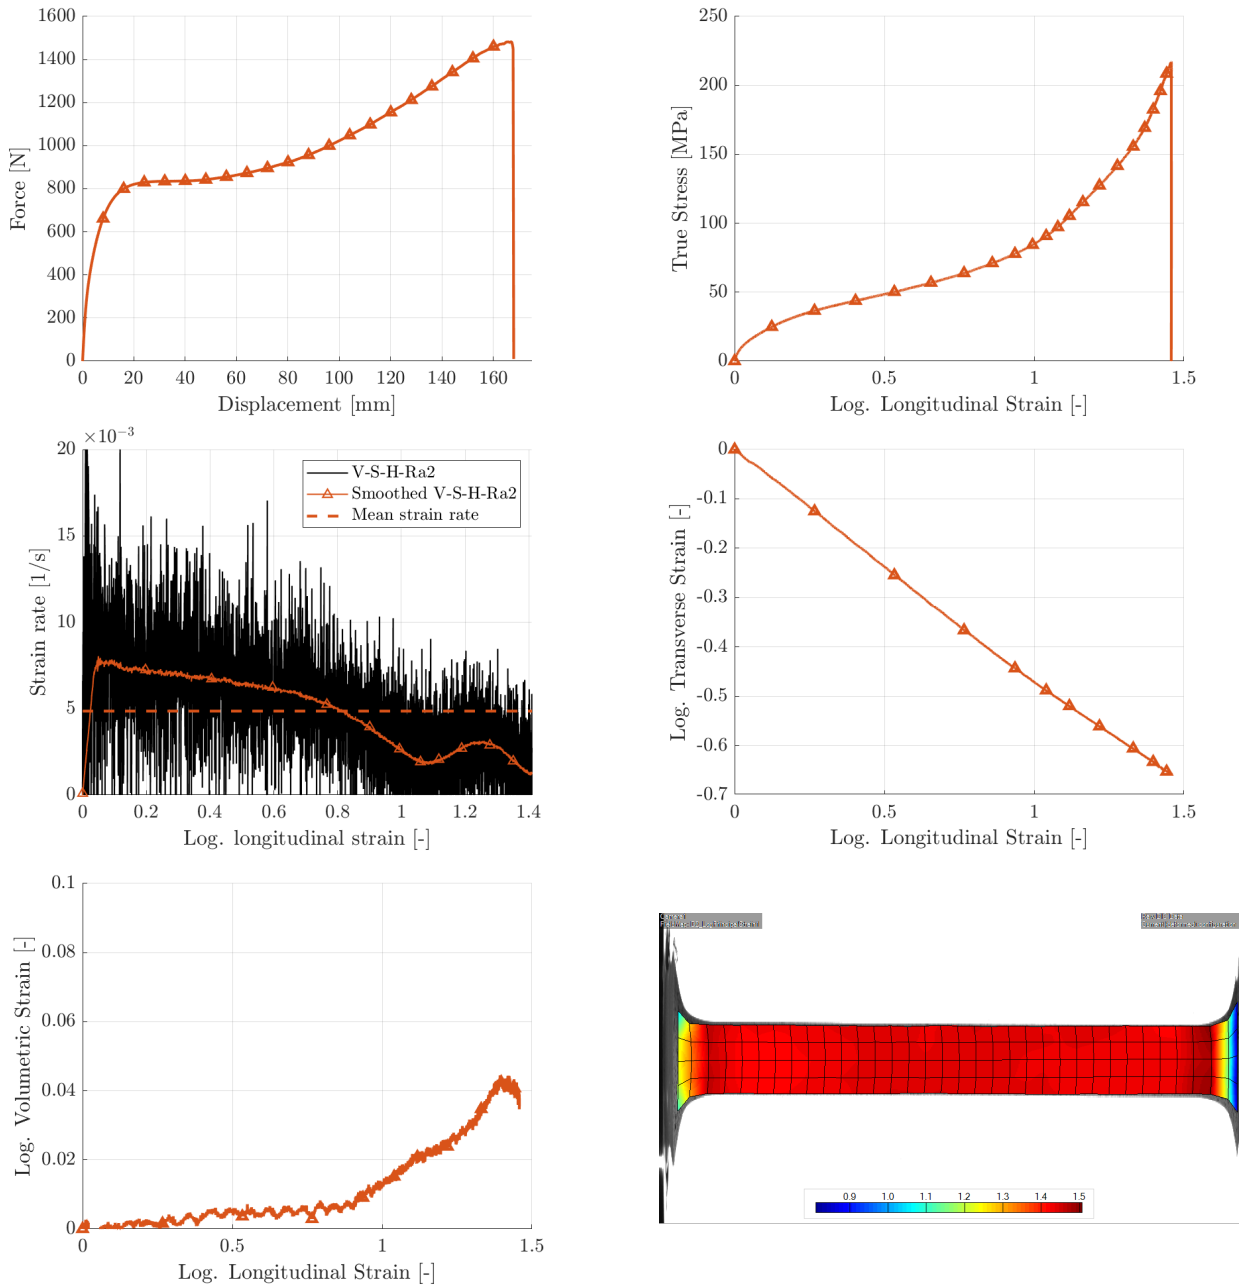 1600
1400
1200
1000
800
600
400
200
0
Force [N]
0 20 40 60 80 100 120 140 160
Displacement [mm]
250
200
150
100
50
0
True Stress [MPa]
0 0.5 1 1.5
Log. Longitudinal Strain [-]
×10⁻³
20
15
10
5
0
Strain rate [1/s]
V-S-H-Ra2
Smoothed V-S-H-Ra2
Mean strain rate
0 0.2 0.4 0.6 0.8 1 1.2 1.4
Log. longitudinal strain [-]
0
-0.1
-0.2
-0.3
-0.4
-0.5
-0.6
-0.7
Log. Transverse Strain [-]
0 0.5 1 1.5
Log. Longitudinal Strain [-]
0.1
0.08
0.06
0.04
0.02
0
Log. Volumetric Strain [-]
0 0.5 1 1.5
Log. Longitudinal Strain [-]
0.9 1.0 1.1 1.2 1.3 1.4 1.5